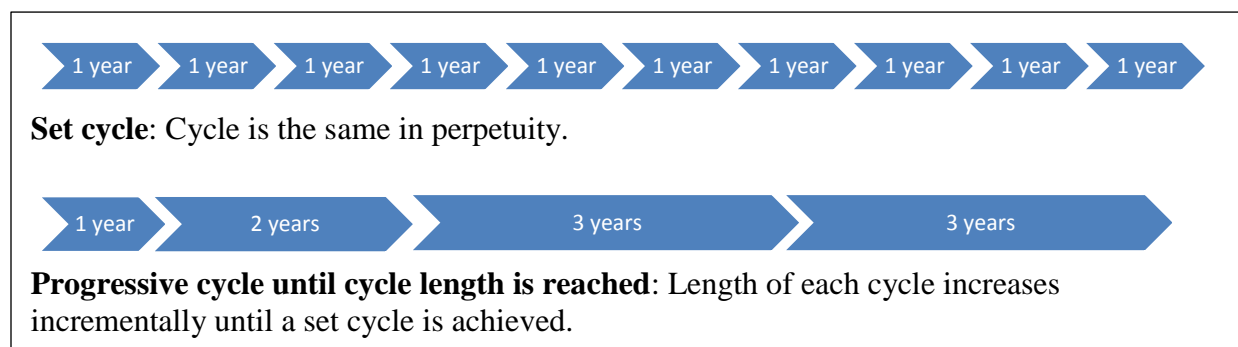 1 year 1 year 1 year 1 year 1 year 1 year 1 year 1 year 1 year 1 year
Set cycle: Cycle is the same in perpetuity.
1 year 2 years 3 years 3 years
Progressive cycle until cycle length is reached: Length of each cycle increases
incrementally until a set cycle is achieved.